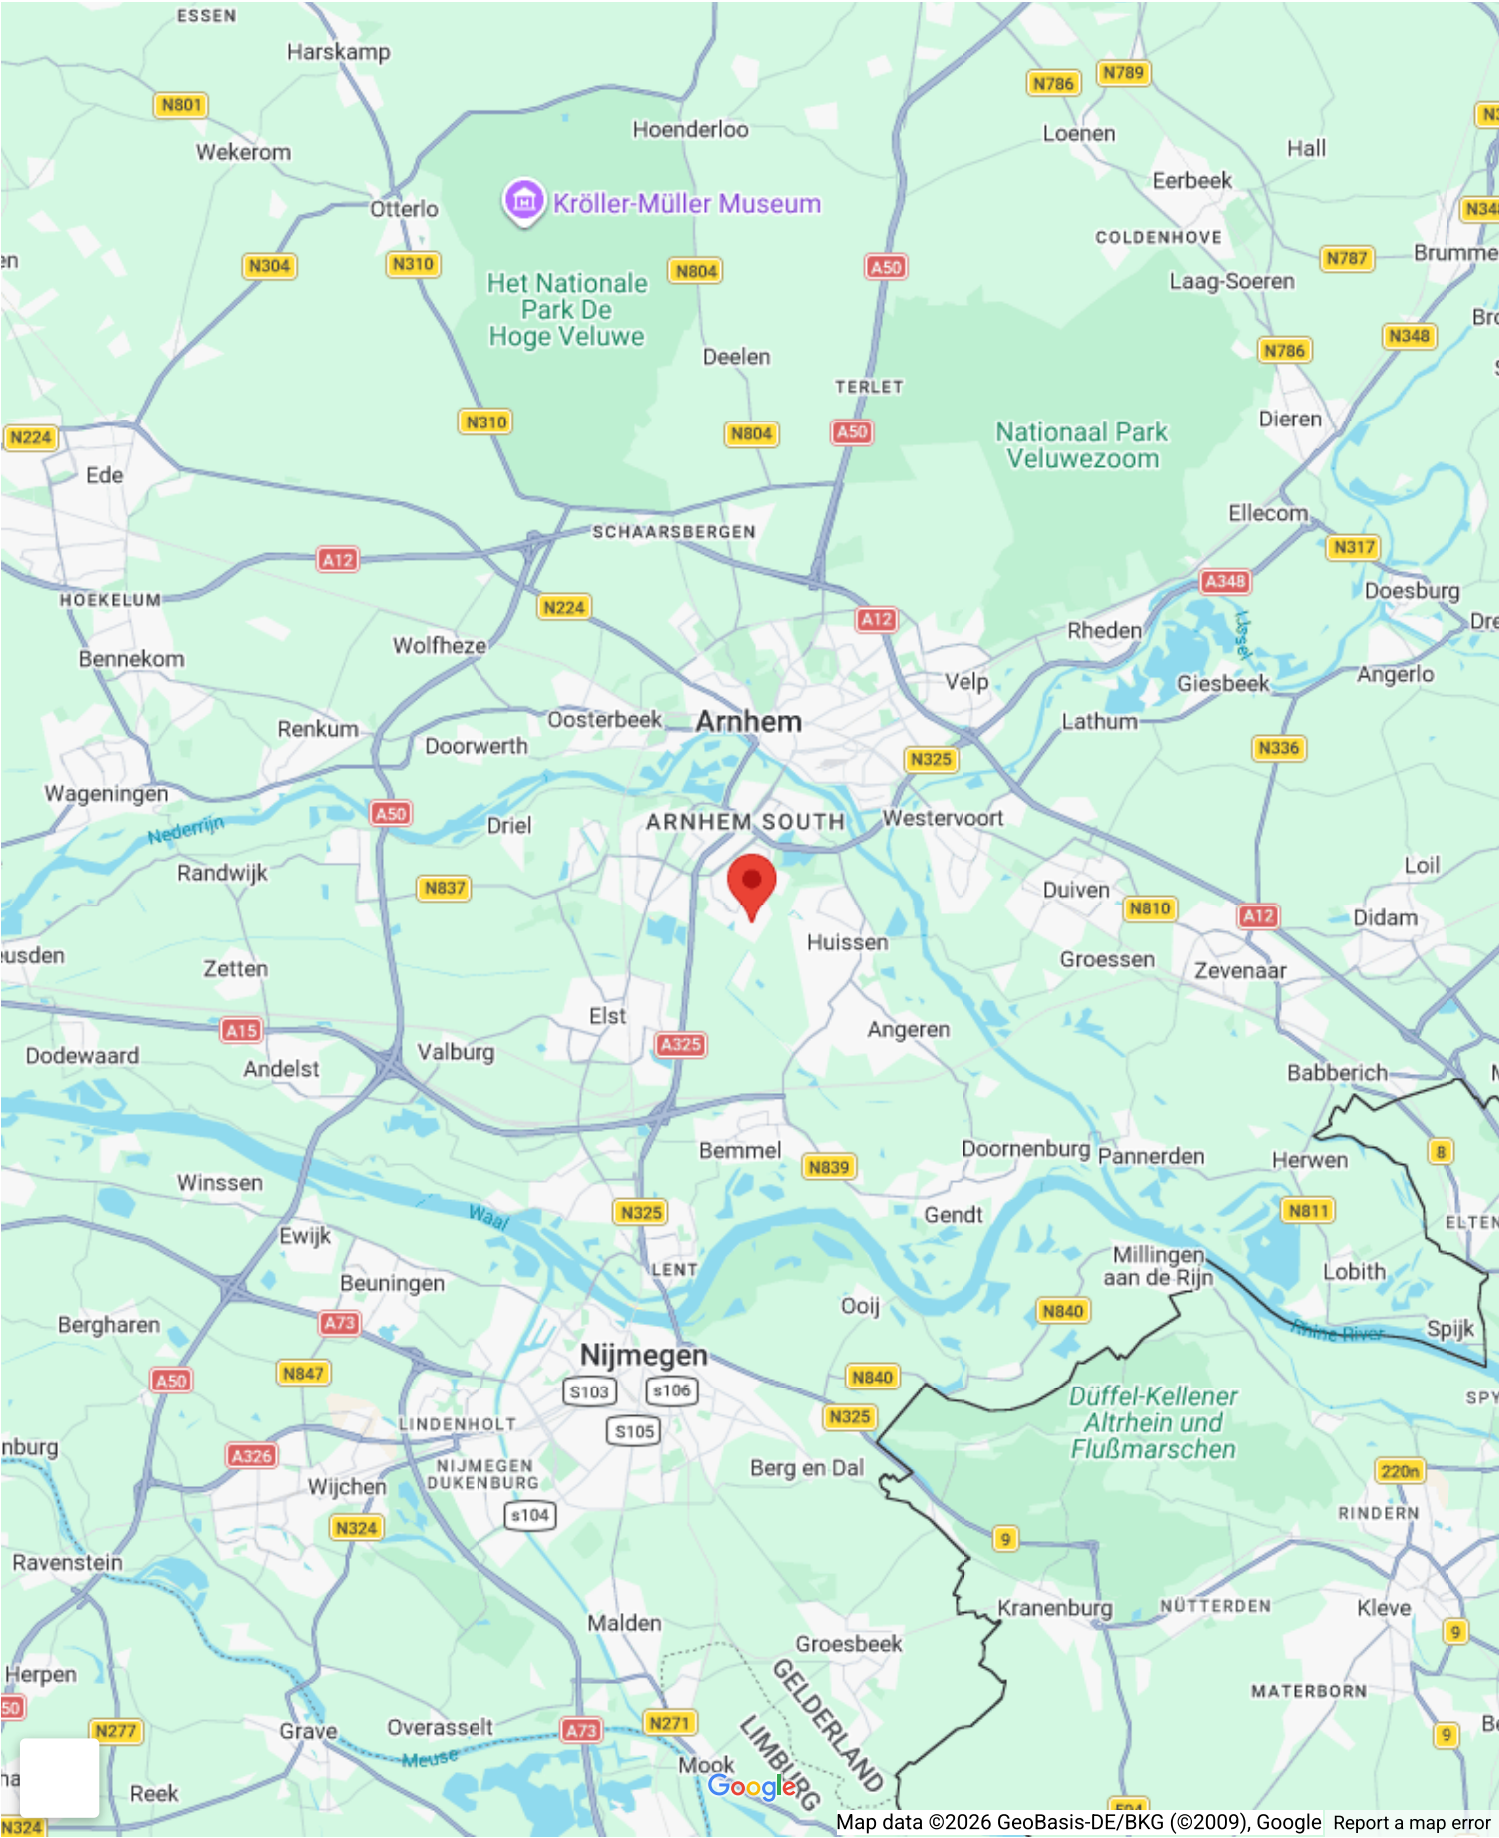 ESSEN
Harskamp
N801
N786
N789
Hoenderloo
Loenen
Wekerom
Hall
Eerbeek
Otterlo
Kröller-Müller Museum
N304
N310
N804
A50
COLDENHOVE
N787
Laag-Soeren
Het Nationale
Park De
Hoge Veluwe
N348
N786
Deelen
TERLET
N224
N310
N804
A50
Dieren
Nationaal Park
Veluwezoom
Ede
Ellecom
SCHAARSBERGEN
N317
A12
A348
HOEKELUM
N224
A12
Doesburg
Wolfheze
Rheden
IJssel
Bennekom
Velp
Giesbeek
Angerlo
Renkum
Oosterbeek
Arnhem
Lathum
Doorwerth
N325
N336
Wageningen
A50
Nederrijn
Driel
ARNHEM SOUTH
Westervoort
Randwijk
N837
Duiven
Loil
N810
A12
Didam
Huissen
Zetten
Groessen
Zevenaar
Elst
A15
A325
Angeren
Dodewaard
Andelst
Valburg
Babberich
Bemmel
N839
Doornenburg
Pannerden
Herwen
8
Winssen
Waal
N325
Gendt
N811
Ewijk
LENT
Millingen
aan de Rijn
Beuningen
Lobith
Ooij
N840
Bergharen
A73
Rhine River
Spijk
Nijmegen
A50
N847
S103
s106
N840
S105
N325
Düffel-Kellener
Altrhein und
Flußmarschen
LINDENHOLT
A326
NIJMEGEN
DUKENBURG
Berg en Dal
220n
Wijchen
N324
s104
RINDERN
9
Ravenstein
Kranenburg
NÜTTERDEN
Kleve
Malden
9
Groesbeek
Herpen
GELDERLAND
MATERBORN
N277
Grave
Overasselt
A73
N271
9
LIMBURG
Meuse
Mook
Google
Reek
N324
Map data ©2026 GeoBasis-DE/BKG (©2009), Google
Report a map error